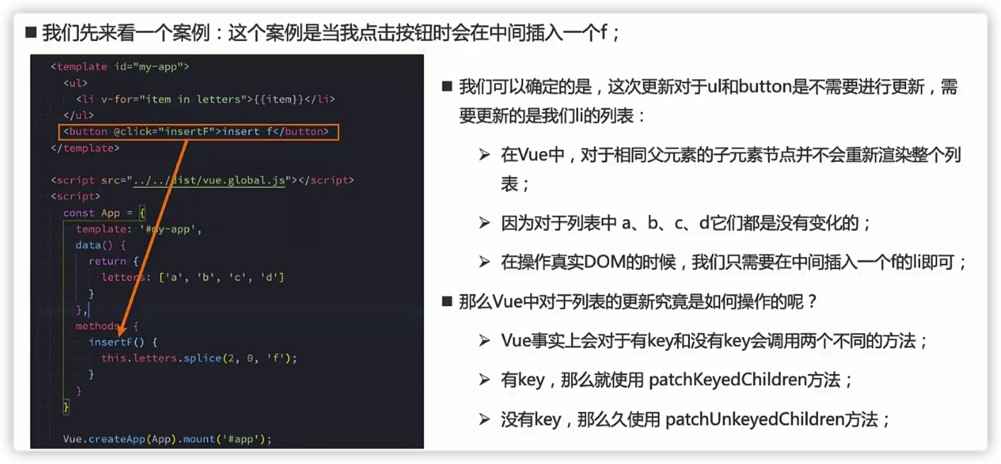 我们先来看一个案例：这个案例是当我点击按钮时会在中间插入一个f；
<template id="my-app">
<ul>
<li v-for="item in letters">{{item}}</li>
</ul>
<button @click="insertF">insert f</button>
</template>
<script src="../../dist/vue.global.js"></script>
<script>
const App = {
template: '#my-app',
data() {
return {
letters: ['a', 'b', 'c', 'd']
}
},
methods: {
insertF() {
this.letters.splice(2, 0, 'f');
}
}
}
Vue.createApp(App).mount('#app');
我们可以确定的是，这次更新对于ul和button是不需要进行更新，需
要更新的是我们li的列表：
在Vue中，对于相同父元素的子元素节点并不会重新渲染整个列
表；
因为对于列表中 a、b、c、d它们都是没有变化的；
在操作真实DOM的时候，我们只需要在中间插入一个f的li即可；
那么Vue中对于列表的更新究竟是如何操作的呢？
Vue事实上会对于有key和没有key会调用两个不同的方法；
有key，那么就使用 patchKeyedChildren方法；
没有key，那么久使用 patchUnkeyedChildren方法；